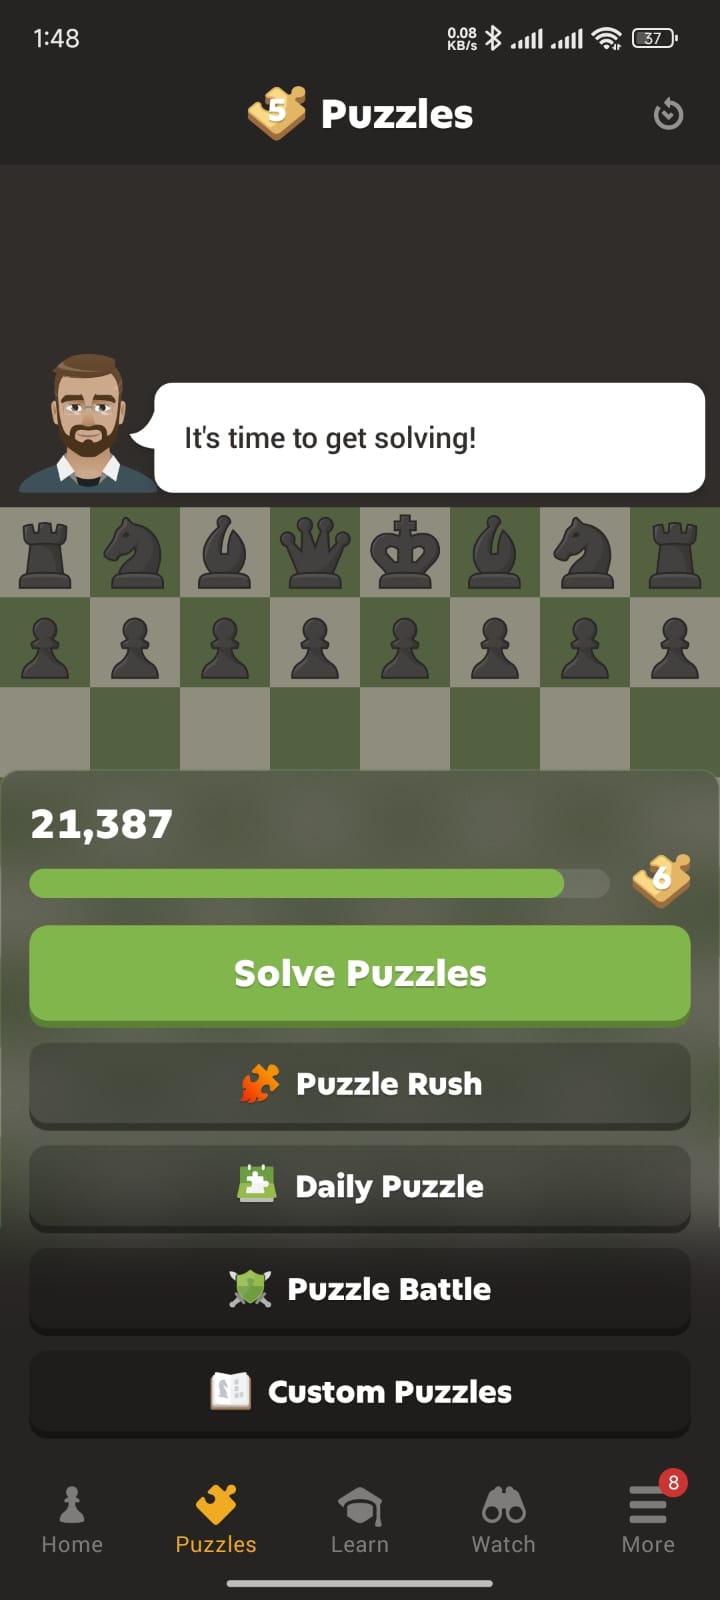 1:48
0.08
KB/s
37
5 Puzzles
It's time to get solving!
21,387
6
Solve Puzzles
Puzzle Rush
Daily Puzzle
Puzzle Battle
Custom Puzzles
8
Home Puzzles Learn Watch More